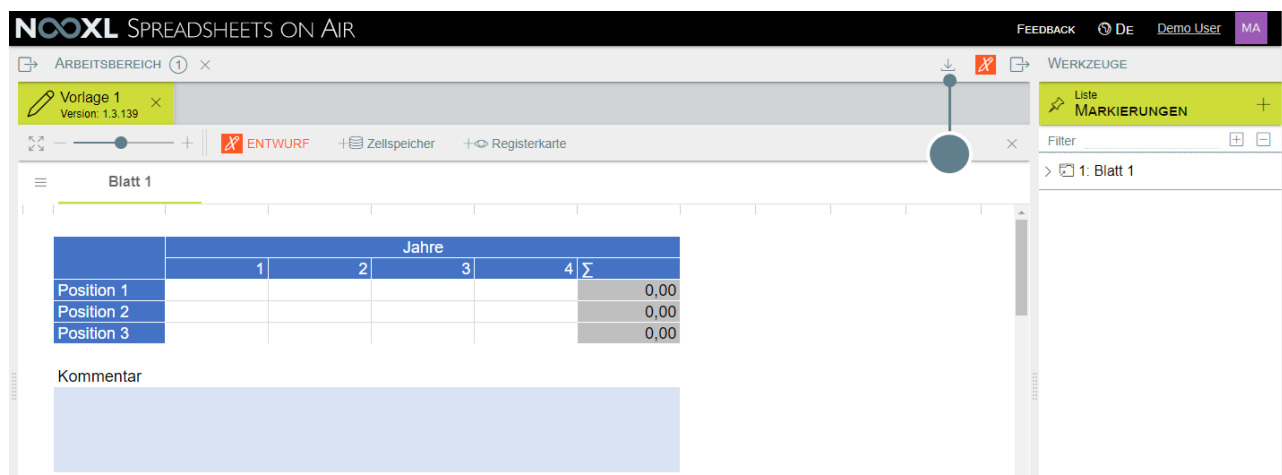 NOOXL SPREADSHEETS ON AIR FEEDBACK DE Demo User MA
ARBEITSBEREICH 1 × WERKZEUGE
Vorlage 1 ×
Version: 1.3.139
Liste
MARKIERUNGEN +
− + ENTWURF + Zellspeicher + Registerkarte ×
Filter + −
Blatt 1
> 1: Blatt 1
Jahre
1 2 3 4 ∑
Position 1 0,00
Position 2 0,00
Position 3 0,00
Kommentar